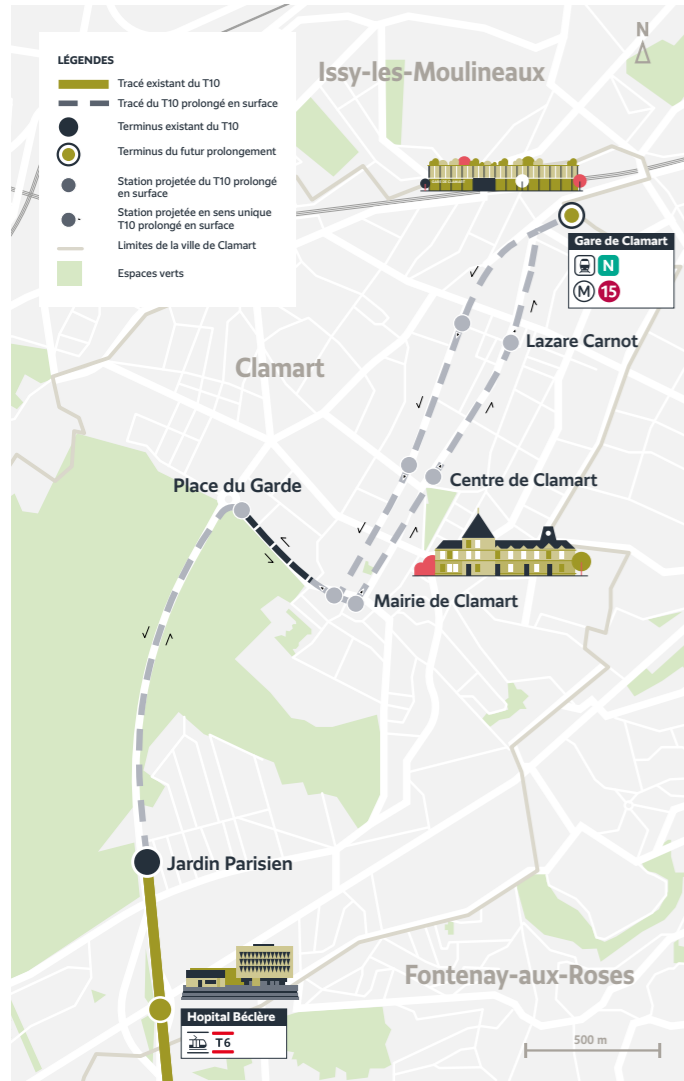 LÉGENDES
Tracé existant du T10
Tracé du T10 prolongé en surface
Terminus existant du T10
Terminus du futur prolongement
Station projetée du T10 prolongé
en surface
Station projetée en sens unique
T10 prolongé en surface
Limites de la ville de Clamart
Espaces verts
N
Issy-les-Moulineaux
Gare de Clamart
N
M 15
Lazare Carnot
Clamart
Centre de Clamart
Place du Garde
Mairie de Clamart
Jardin Parisien
Fontenay-aux-Roses
Hopital Béclère
T6
500 m